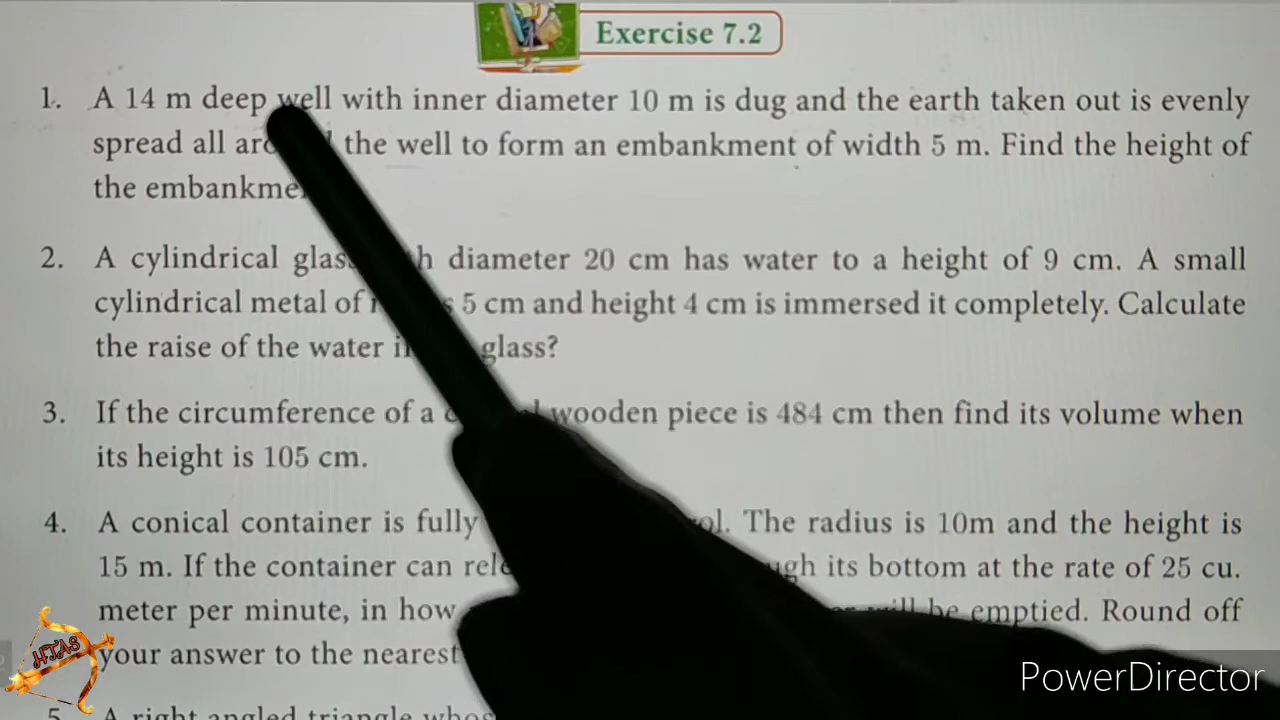 Exercise 7.2
1. A 14 m deep well with inner diameter 10 m is dug and the earth taken out is evenly
spread all the well to form an embankment of width 5 m. Find the height of
the
2. A cylindrical diameter 20 cm has water to a height of 9 cm. A small
cylindrical metal of 5 cm and height 4 cm is immersed it completely. Calculate
the raise of the water glass?
3. If the circumference of a wooden piece is 484 cm then find its volume when
its height is 105 cm.
4. A conical container is fully The radius is 10m and the height is
15 m. If the container can its bottom at the rate of 25 cu.
meter per minute, in how will be emptied. Round off
your answer to the nearest
5. A right angled triangle
HTAS
PowerDirector